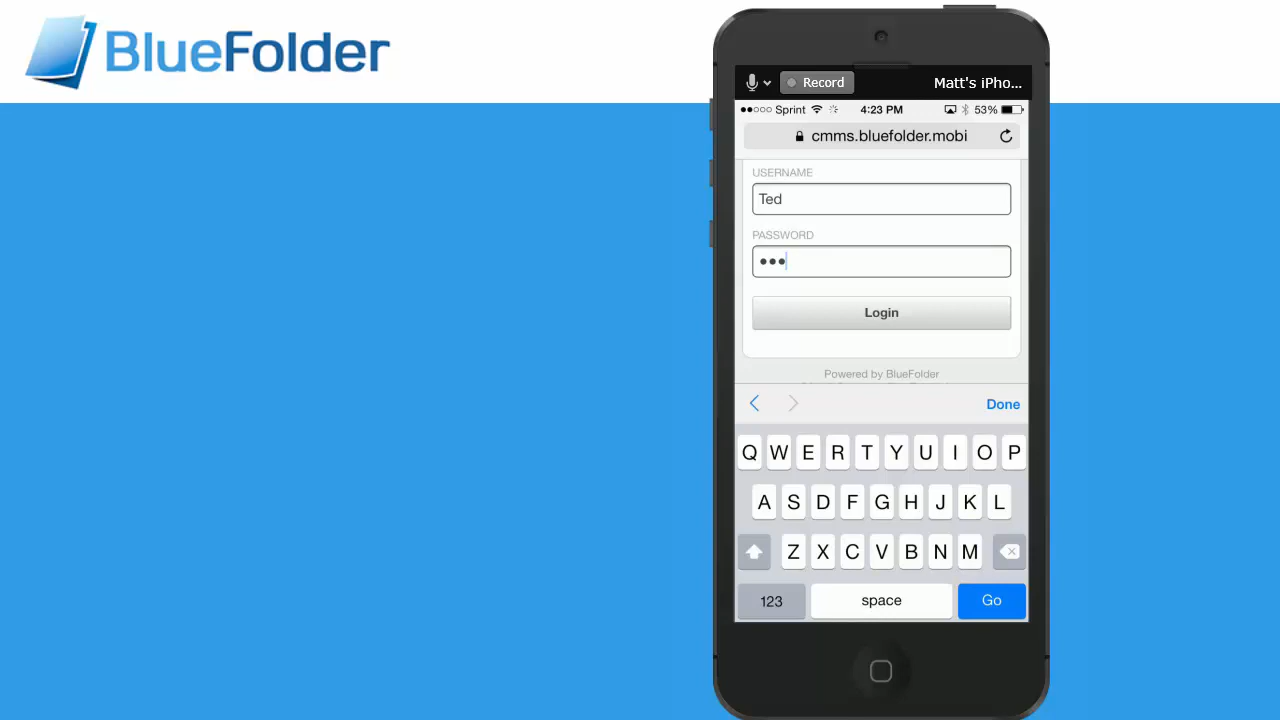 BlueFolder
Record
Matt's iPho...
Sprint
4:23 PM
53%
cmms.bluefolder.mobi
USERNAME
Ted
PASSWORD
•••
Login
Powered by BlueFolder
Done
Q W E R T Y U I O P
A S D F G H J K L
Z X C V B N M
123 space Go